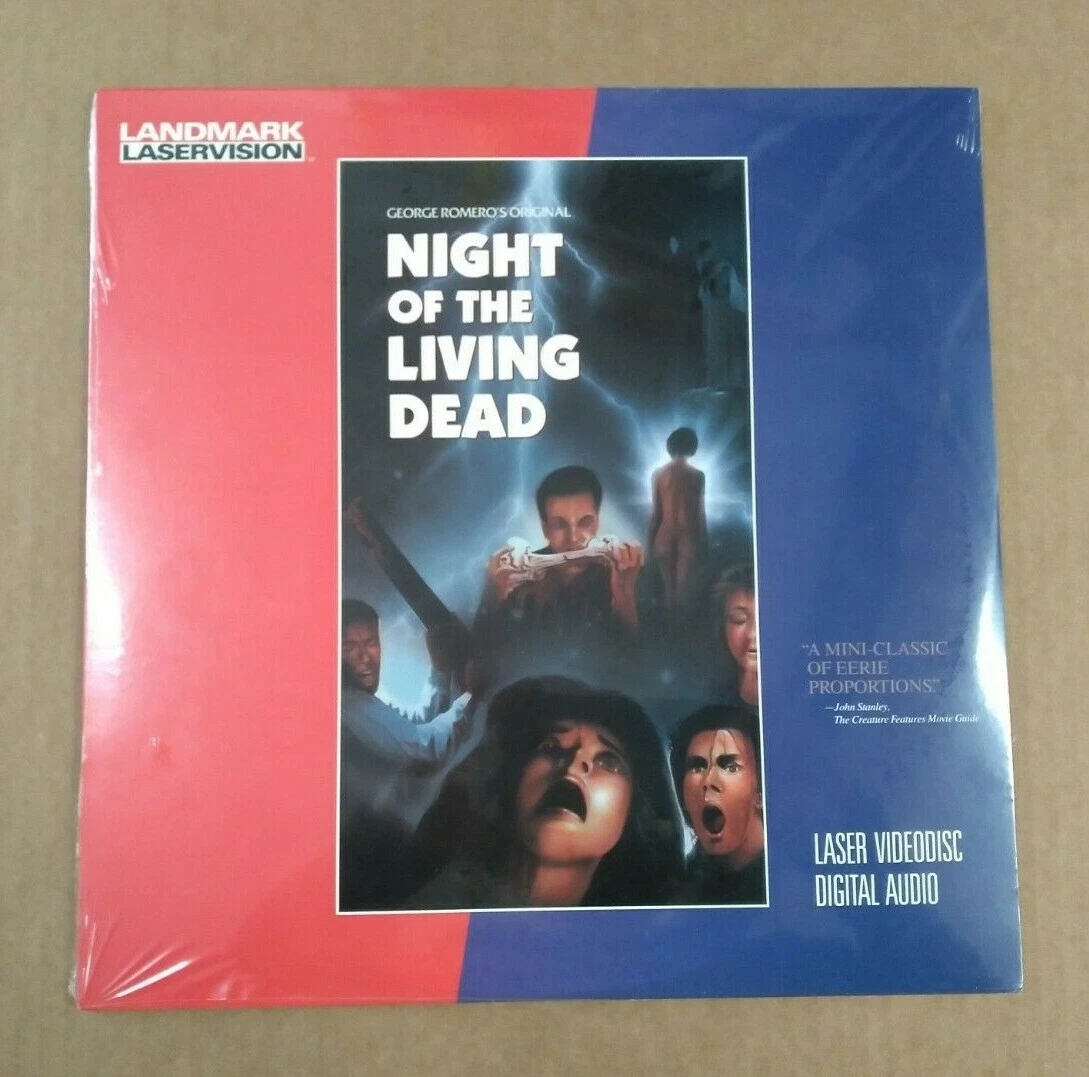 LANDMARK
LASERVISION
GEORGE ROMERO'S ORIGINAL
NIGHT
OF THE
LIVING
DEAD
“A MINI-CLASSIC
OF EERIE
PROPORTIONS.”
—John Stanley,
The Creature Features Movie Guide
LASER VIDEODISC
DIGITAL AUDIO